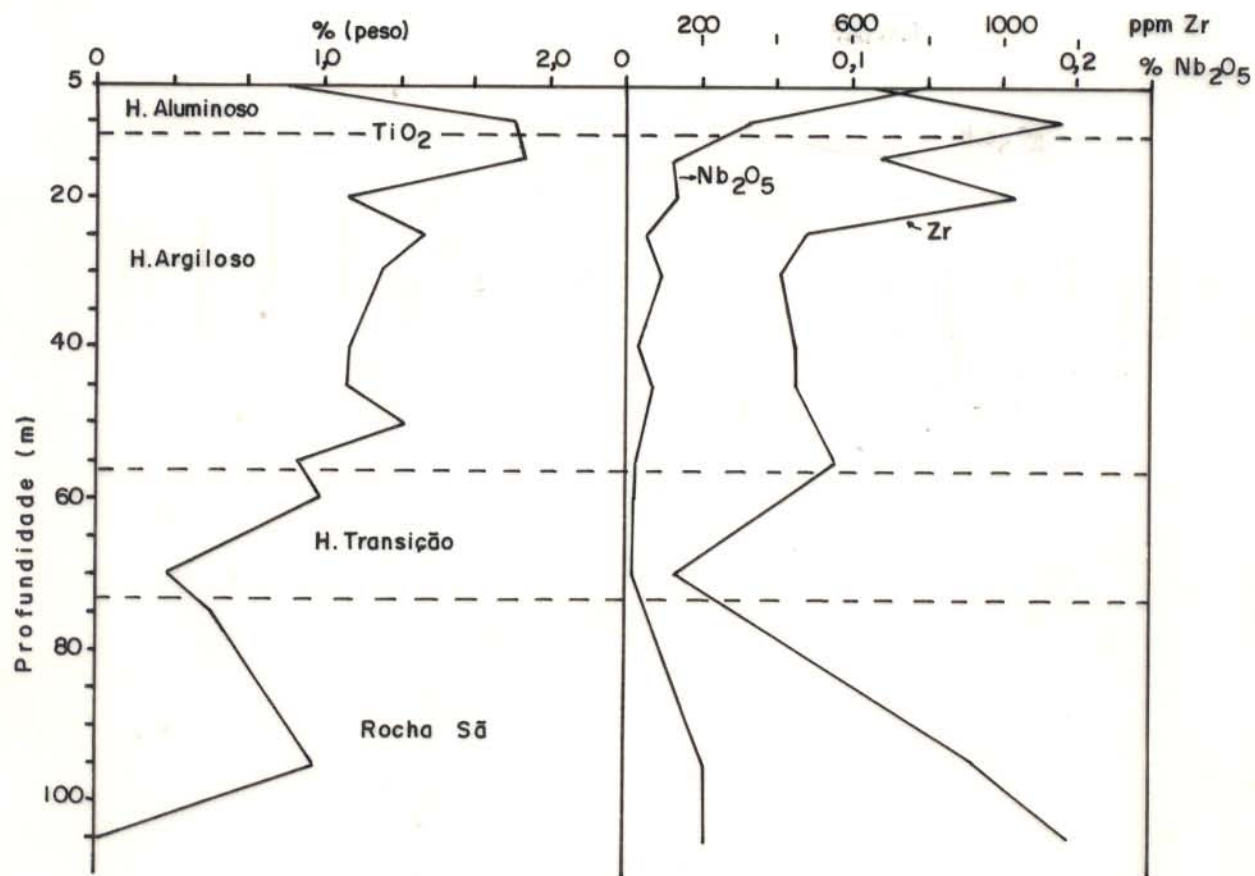 % (peso)
200 600 1000 ppm Zr
0 1,0 2,0
0 0,1 0,2 % Nb₂O₅
5
H. Aluminoso
TiO₂
→Nb₂O₅
20
Zr
H. Argiloso
40
Profundidade (m)
60
H. Transição
80
Rocha Sã
100